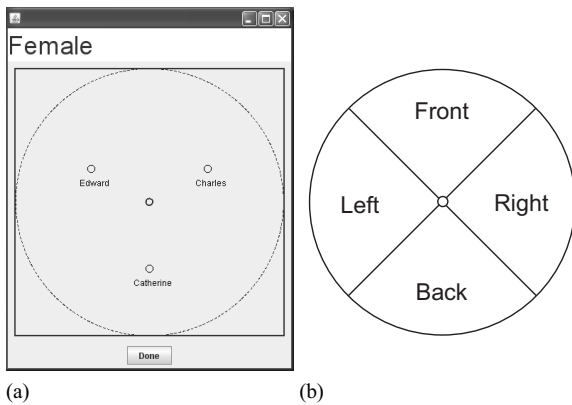 Female
Edward
Charles
Catherine
Done
(a)
Front
Left
Right
Back
(b)